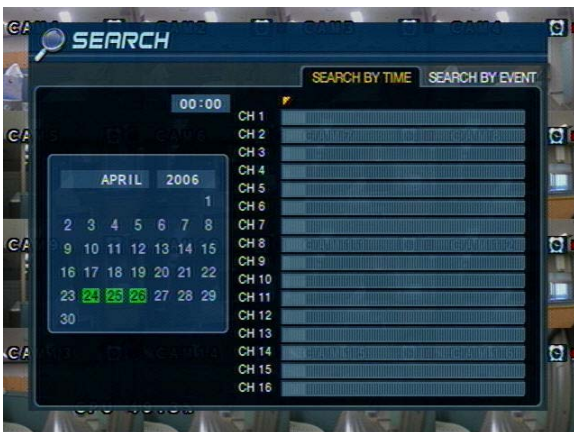 SEARCH
SEARCH BY TIME SEARCH BY EVENT
00:00
CH 1
CH 2
CH 3
CH 4
CH 5
CH 6
CH 7
CH 8
CH 9
CH 10
CH 11
CH 12
CH 13
CH 14
CH 15
CH 16
APRIL 2006
1
2 3 4 5 6 7 8
9 10 11 12 13 14 15
16 17 18 19 20 21 22
23 24 25 26 27 28 29
30